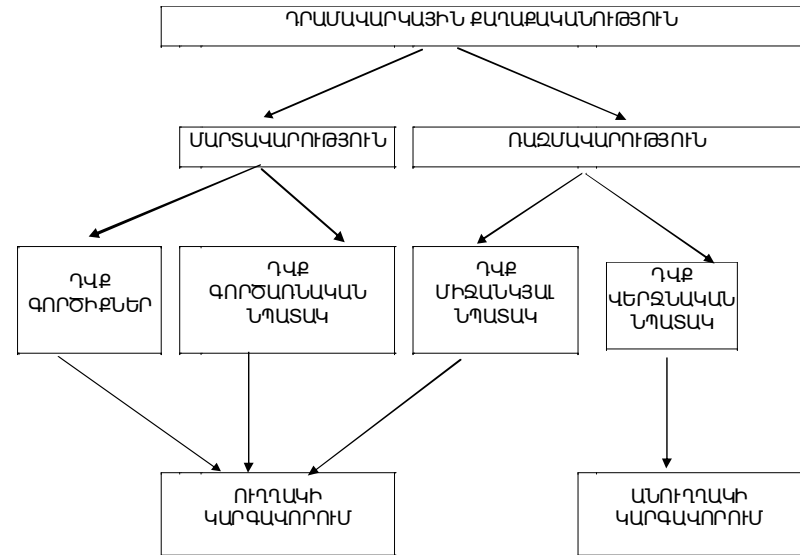 ԴՐԱՄԱՎԱՐԿԱՅԻՆ ՔԱՂԱՔԱԿԱՆՈՒԹՅՈՒՆ
ՄԱՐՏԱՎԱՐՈՒԹՅՈՒՆ
ՌԱԶՄԱՎԱՐՈՒԹՅՈՒՆ
ԴՎՔ
ԳՈՐԾԻՔՆԵՐ
ԴՎՔ
ԳՈՐԾԱՌՆԱԿԱՆ
ՆՊԱՏԱԿ
ԴՎՔ
ՄԻՋԱՆԿՅԱԼ
ՆՊԱՏԱԿ
ԴՎՔ
ՎԵՐՋՆԱԿԱՆ
ՆՊԱՏԱԿ
ՈՒՂՂԱԿԻ
ԿԱՐԳԱՎՈՐՈՒՄ
ԱՆՈՒՂՂԱԿԻ
ԿԱՐԳԱՎՈՐՈՒՄ